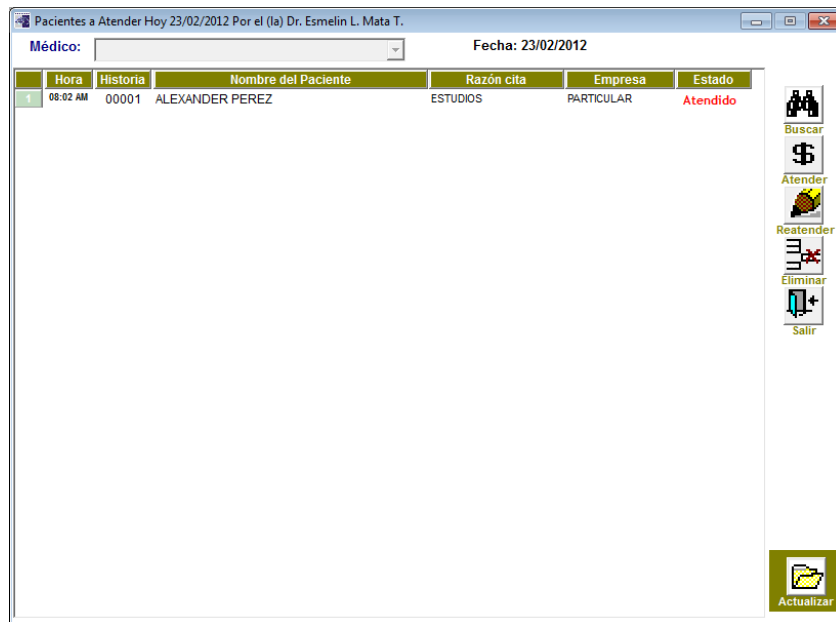 Pacientes a Atender Hoy 23/02/2012 Por el (la) Dr. Esmelin L. Mata T.
Médico: Fecha: 23/02/2012
Hora Historia Nombre del Paciente Razón cita Empresa Estado
1 08:02 AM 00001 ALEXANDER PEREZ ESTUDIOS PARTICULAR Atendido
Buscar
Atender
Reatender
Eliminar
Salir
Actualizar